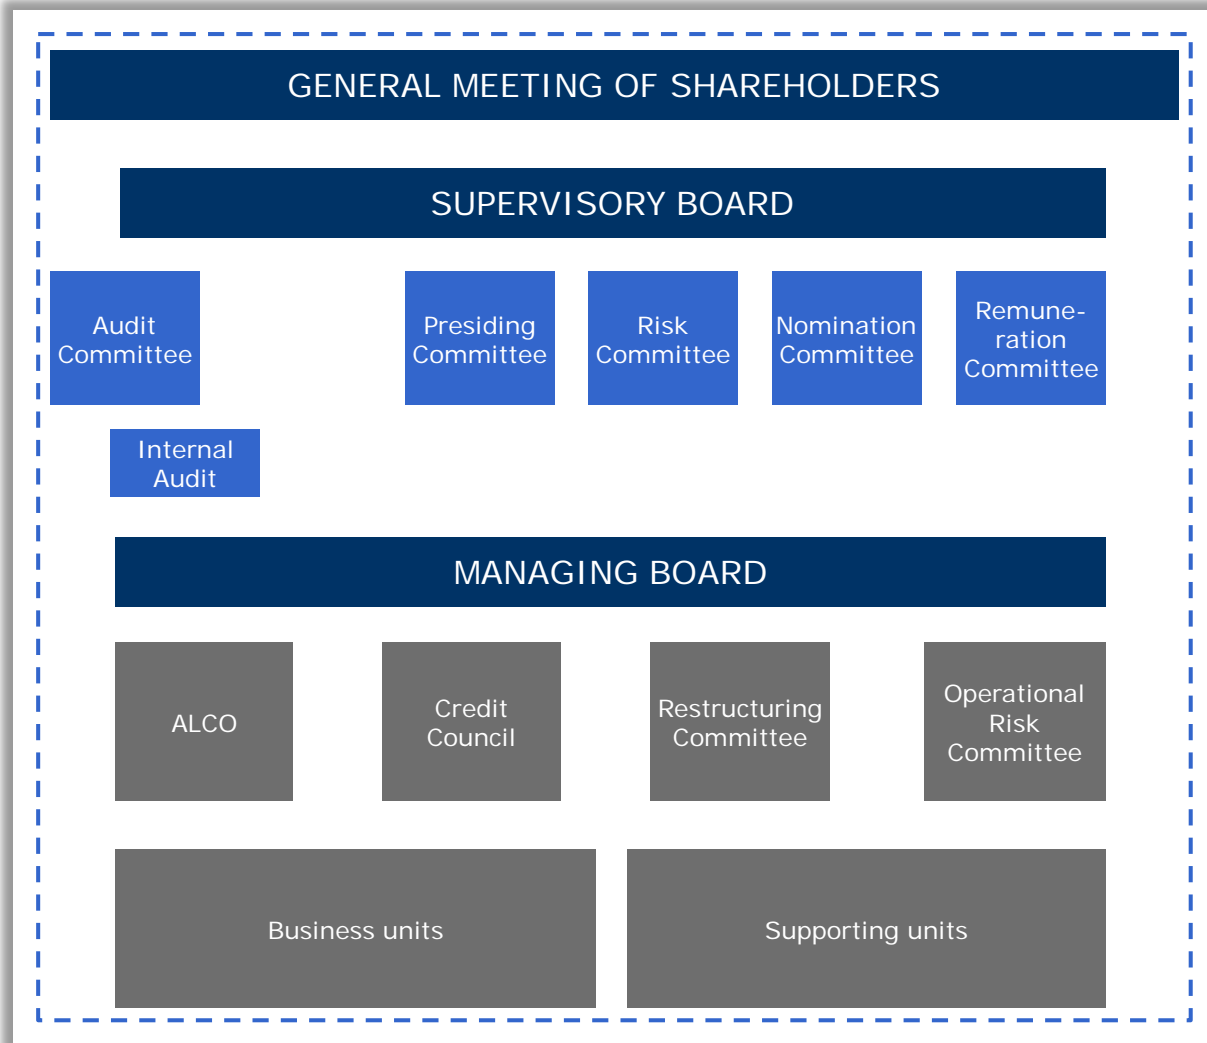 GENERAL MEETING OF SHAREHOLDERS
SUPERVISORY BOARD
Audit
Committee
Presiding
Committee
Risk
Committee
Nomination
Committee
Remune-
ration
Committee
Internal
Audit
MANAGING BOARD
ALCO
Credit
Council
Restructuring
Committee
Operational
Risk
Committee
Business units
Supporting units